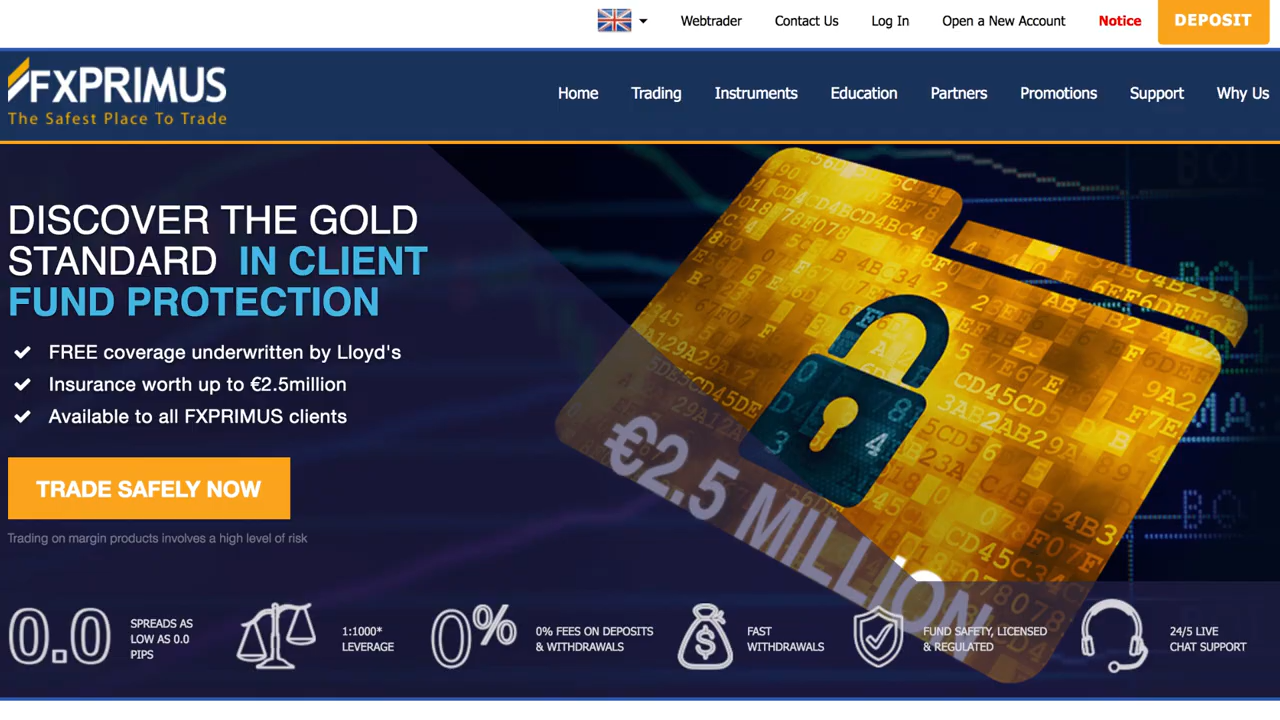 Webtrader Contact Us Log In Open a New Account Notice DEPOSIT
FXPRIMUS
The Safest Place To Trade
Home Trading Instruments Education Partners Promotions Support Why Us
DISCOVER THE GOLD
STANDARD IN CLIENT
FUND PROTECTION
FREE coverage underwritten by Lloyd's
Insurance worth up to €2.5million
Available to all FXPRIMUS clients
TRADE SAFELY NOW
Trading on margin products involves a high level of risk
€2.5 MILLION
0.0
SPREADS AS
LOW AS 0.0
PIPS
1:1000*
LEVERAGE
0%
0% FEES ON DEPOSITS
& WITHDRAWALS
$
FAST
WITHDRAWALS
FUND SAFETY, LICENSED
& REGULATED
24/5 LIVE
CHAT SUPPORT